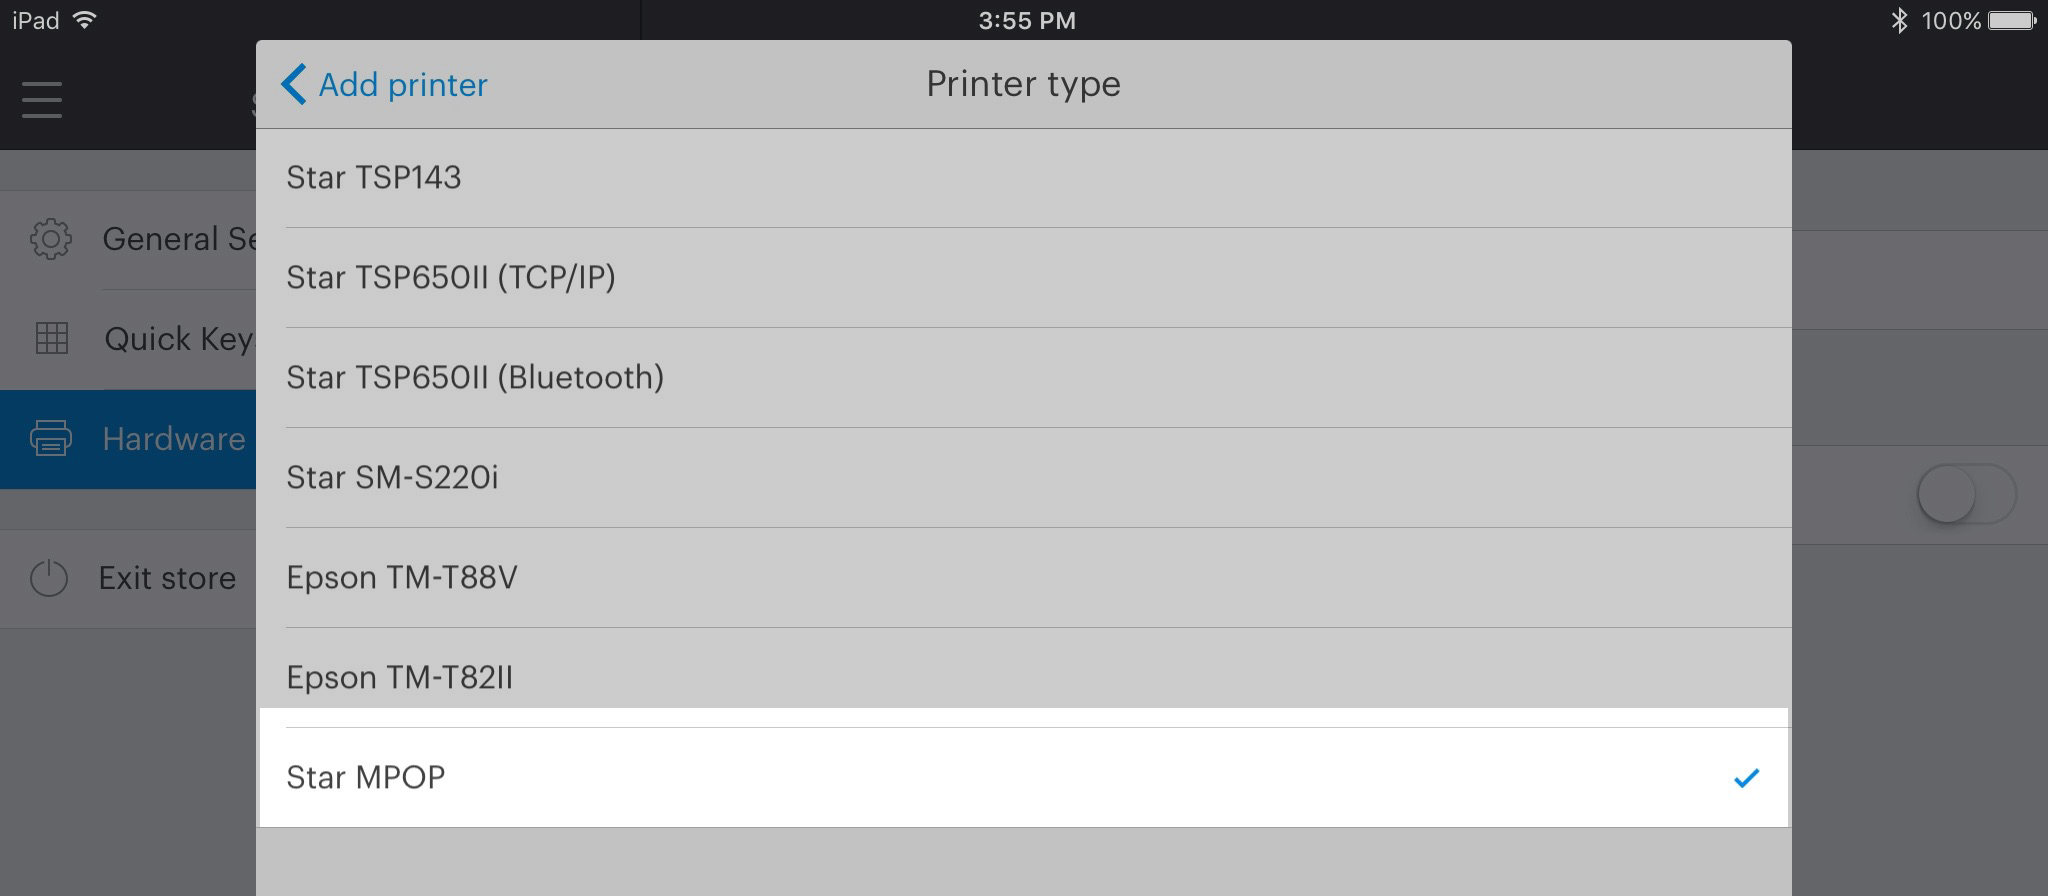 iPad
3:55 PM
100%
Add printer
Printer type
Star TSP143
General Se
Star TSP650II (TCP/IP)
Quick Key
Star TSP650II (Bluetooth)
Hardware
Star SM-S220i
Exit store
Epson TM-T88V
Epson TM-T82II
Star MPOP